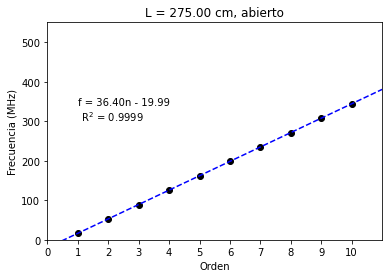 L = 275.00 cm, abierto
500
400
f = 36.40n - 19.99
R² = 0.9999
300
200
100
0
Frecuencia (MHz)
0 1 2 3 4 5 6 7 8 9 10
Orden